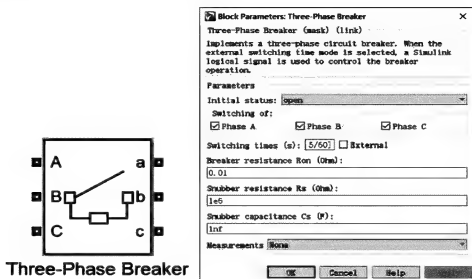 Block Parameters: Three-Phase Breaker
Three-Phase Breaker (mask) (link)
Implements a three-phase circuit breaker. When the
external switching time mode is selected, a Simulink
logical signal is used to control the breaker
operation.
Parameters
Initial status: open
Switching of:
Phase A Phase B Phase C
Switching times (s): 5/60] External
Breaker resistance Ron (Ohm):
0.01
Snubber resistance Rs (Ohm):
1e6
Snubber capacitance Cs (F):
inf
Measurements None
OK Cancel Help
A a
B b
C c
Three-Phase Breaker